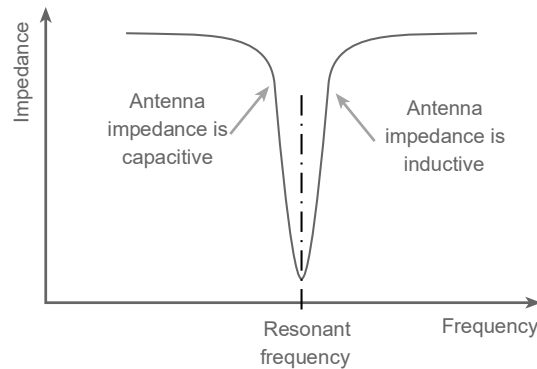 Impedance
Antenna
impedance is
capacitive
Antenna
impedance is
inductive
Resonant
frequency
Frequency